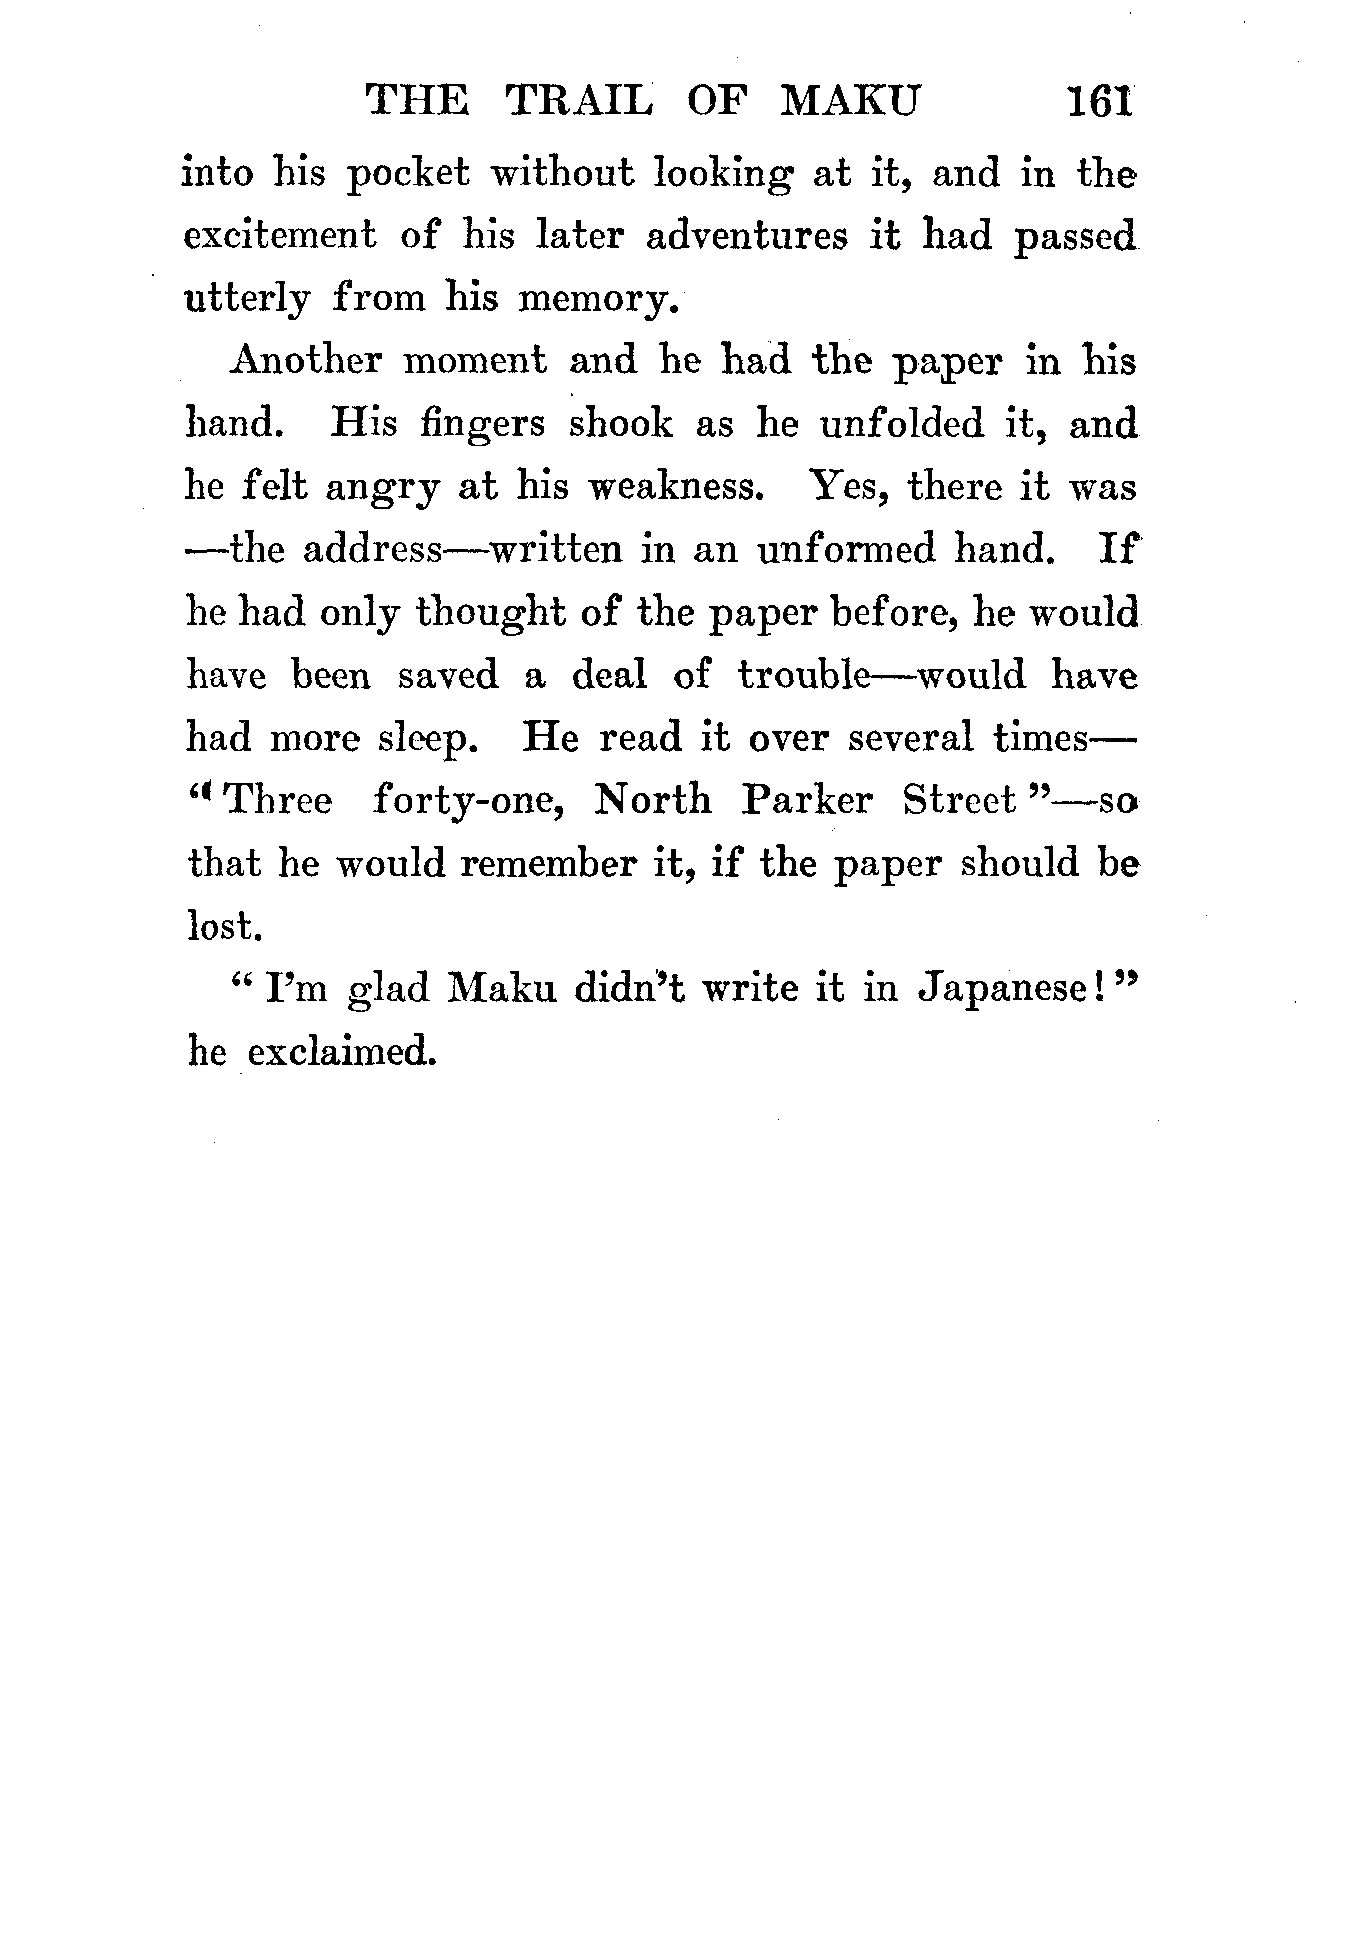 THE TRAIL OF MAKU 161
into his pocket without looking at it, and in the
excitement of his later adventures it had passed
utterly from his memory.
Another moment and he had the paper in his
hand. His fingers shook as he unfolded it, and
he felt angry at his weakness. Yes, there it was
—the address—written in an unformed hand. If
he had only thought of the paper before, he would
have been saved a deal of trouble—would have
had more sleep. He read it over several times—
“Three forty-one, North Parker Street”—so
that he would remember it, if the paper should be
lost.
“I’m glad Maku didn’t write it in Japanese!”
he exclaimed.